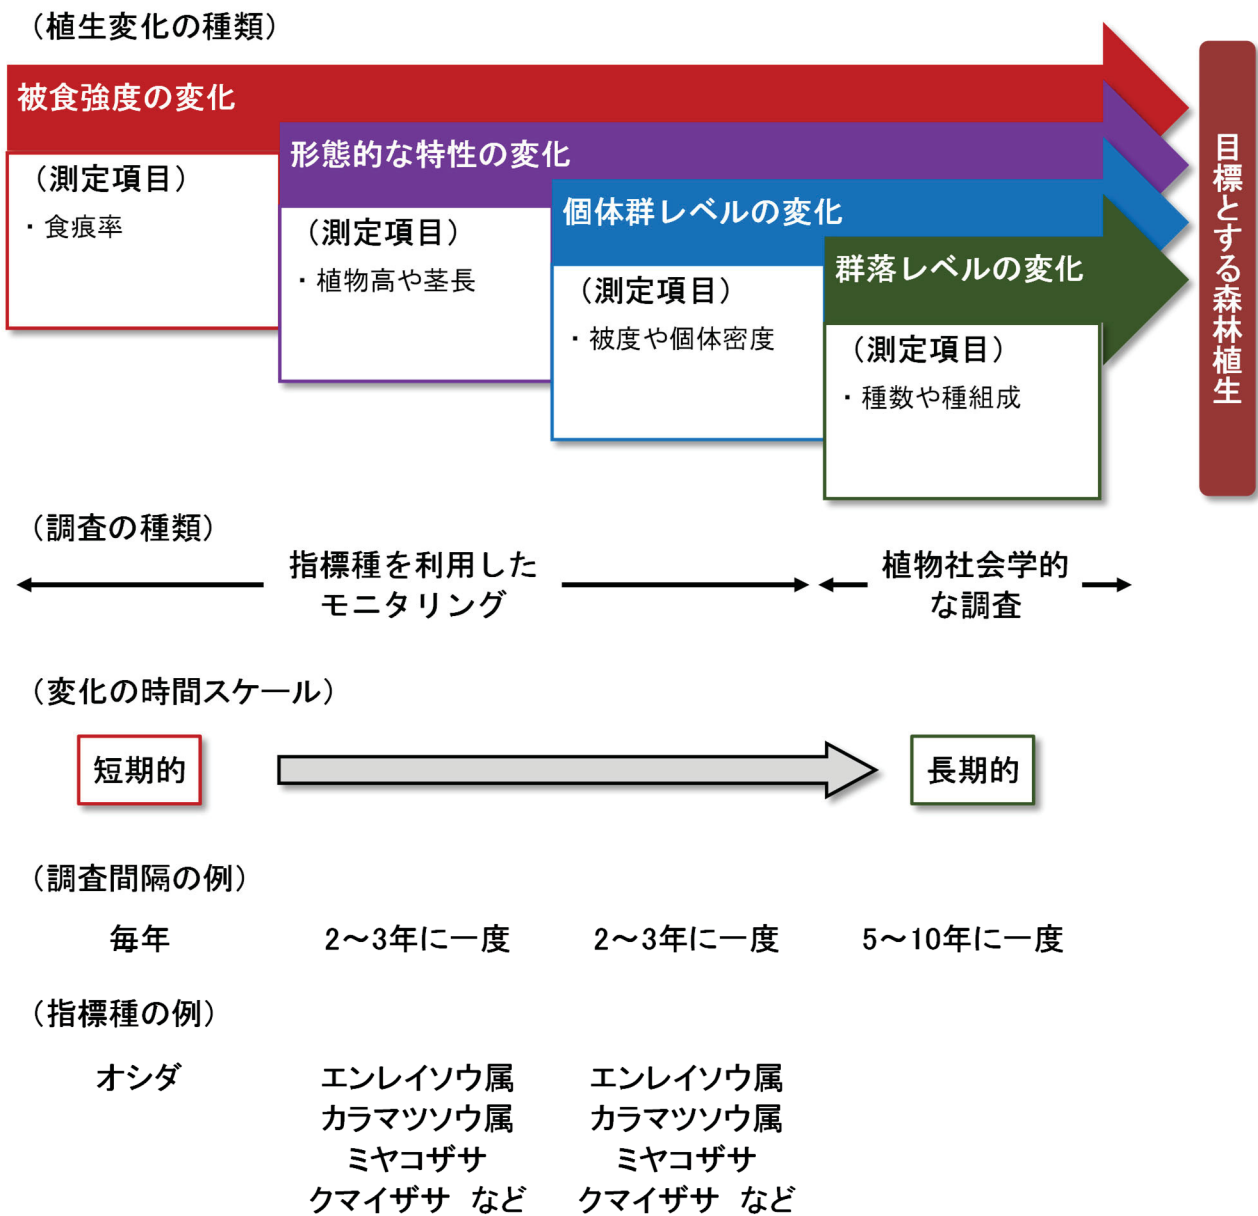 （植生変化の種類）
被食強度の変化
（測定項目）
・食痕率
形態的な特性の変化
（測定項目）
・植物高や茎長
個体群レベルの変化
（測定項目）
・被度や個体密度
群落レベルの変化
（測定項目）
・種数や種組成
目標とする森林植生
（調査の種類）
指標種を利用した
モニタリング
植物社会学的
な調査
（変化の時間スケール）
短期的
長期的
（調査間隔の例）
毎年
2～3年に一度
2～3年に一度
5～10年に一度
（指標種の例）
オシダ
エンレイソウ属
カラマツソウ属
ミヤコザサ
クマイザサ など
エンレイソウ属
カラマツソウ属
ミヤコザサ
クマイザサ など